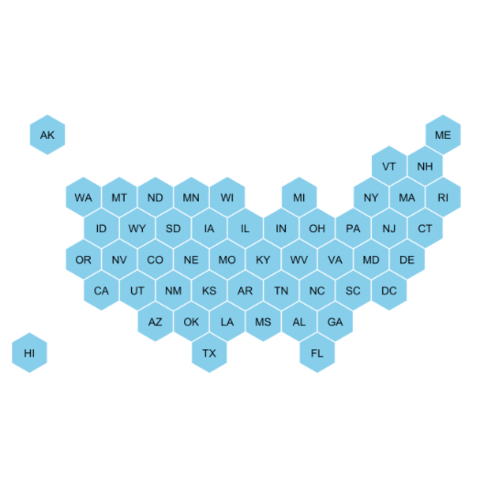 AK ME
VT NH
WA MT ND MN WI MI NY MA RI
ID WY SD IA IL IN OH PA NJ CT
OR NV CO NE MO KY WV VA MD DE
CA UT NM KS AR TN NC SC DC
AZ OK LA MS AL GA
HI TX FL